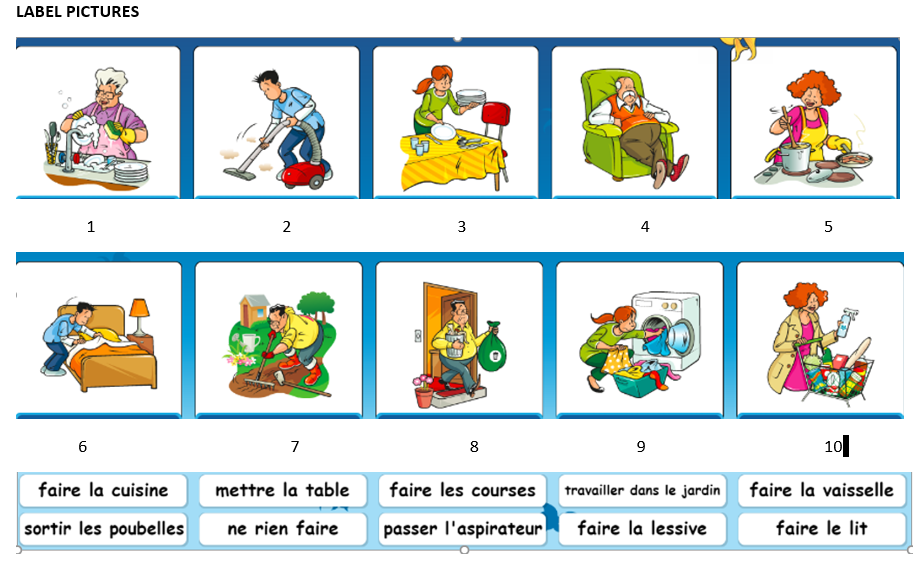 LABEL PICTURES
1 2 3 4 5
6 7 8 9 10
faire la cuisine mettre la table faire les courses travailler dans le jardin faire la vaisselle
sortir les poubelles ne rien faire passer l'aspirateur faire la lessive faire le lit